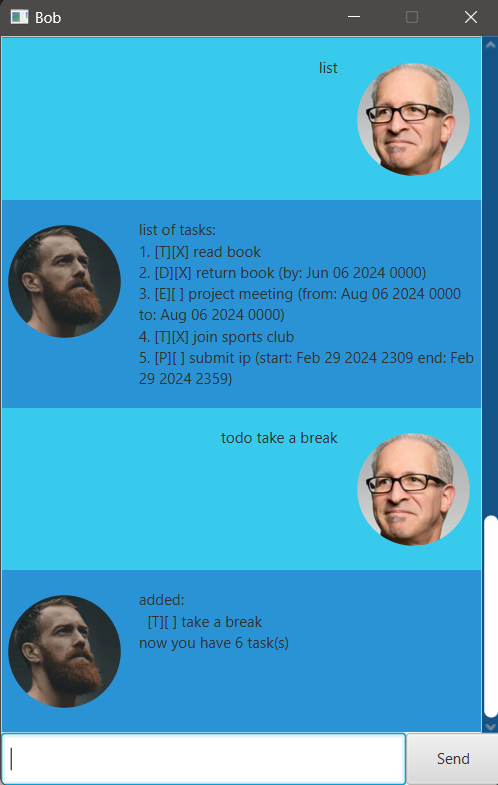 Bob
list
list of tasks:
1. [T][X] read book
2. [D][X] return book (by: Jun 06 2024 0000)
3. [E][ ] project meeting (from: Aug 06 2024 0000
to: Aug 06 2024 0000)
4. [T][X] join sports club
5. [P][ ] submit ip (start: Feb 29 2024 2309 end: Feb
29 2024 2359)
todo take a break
added:
  [T][ ] take a break
now you have 6 task(s)
Send